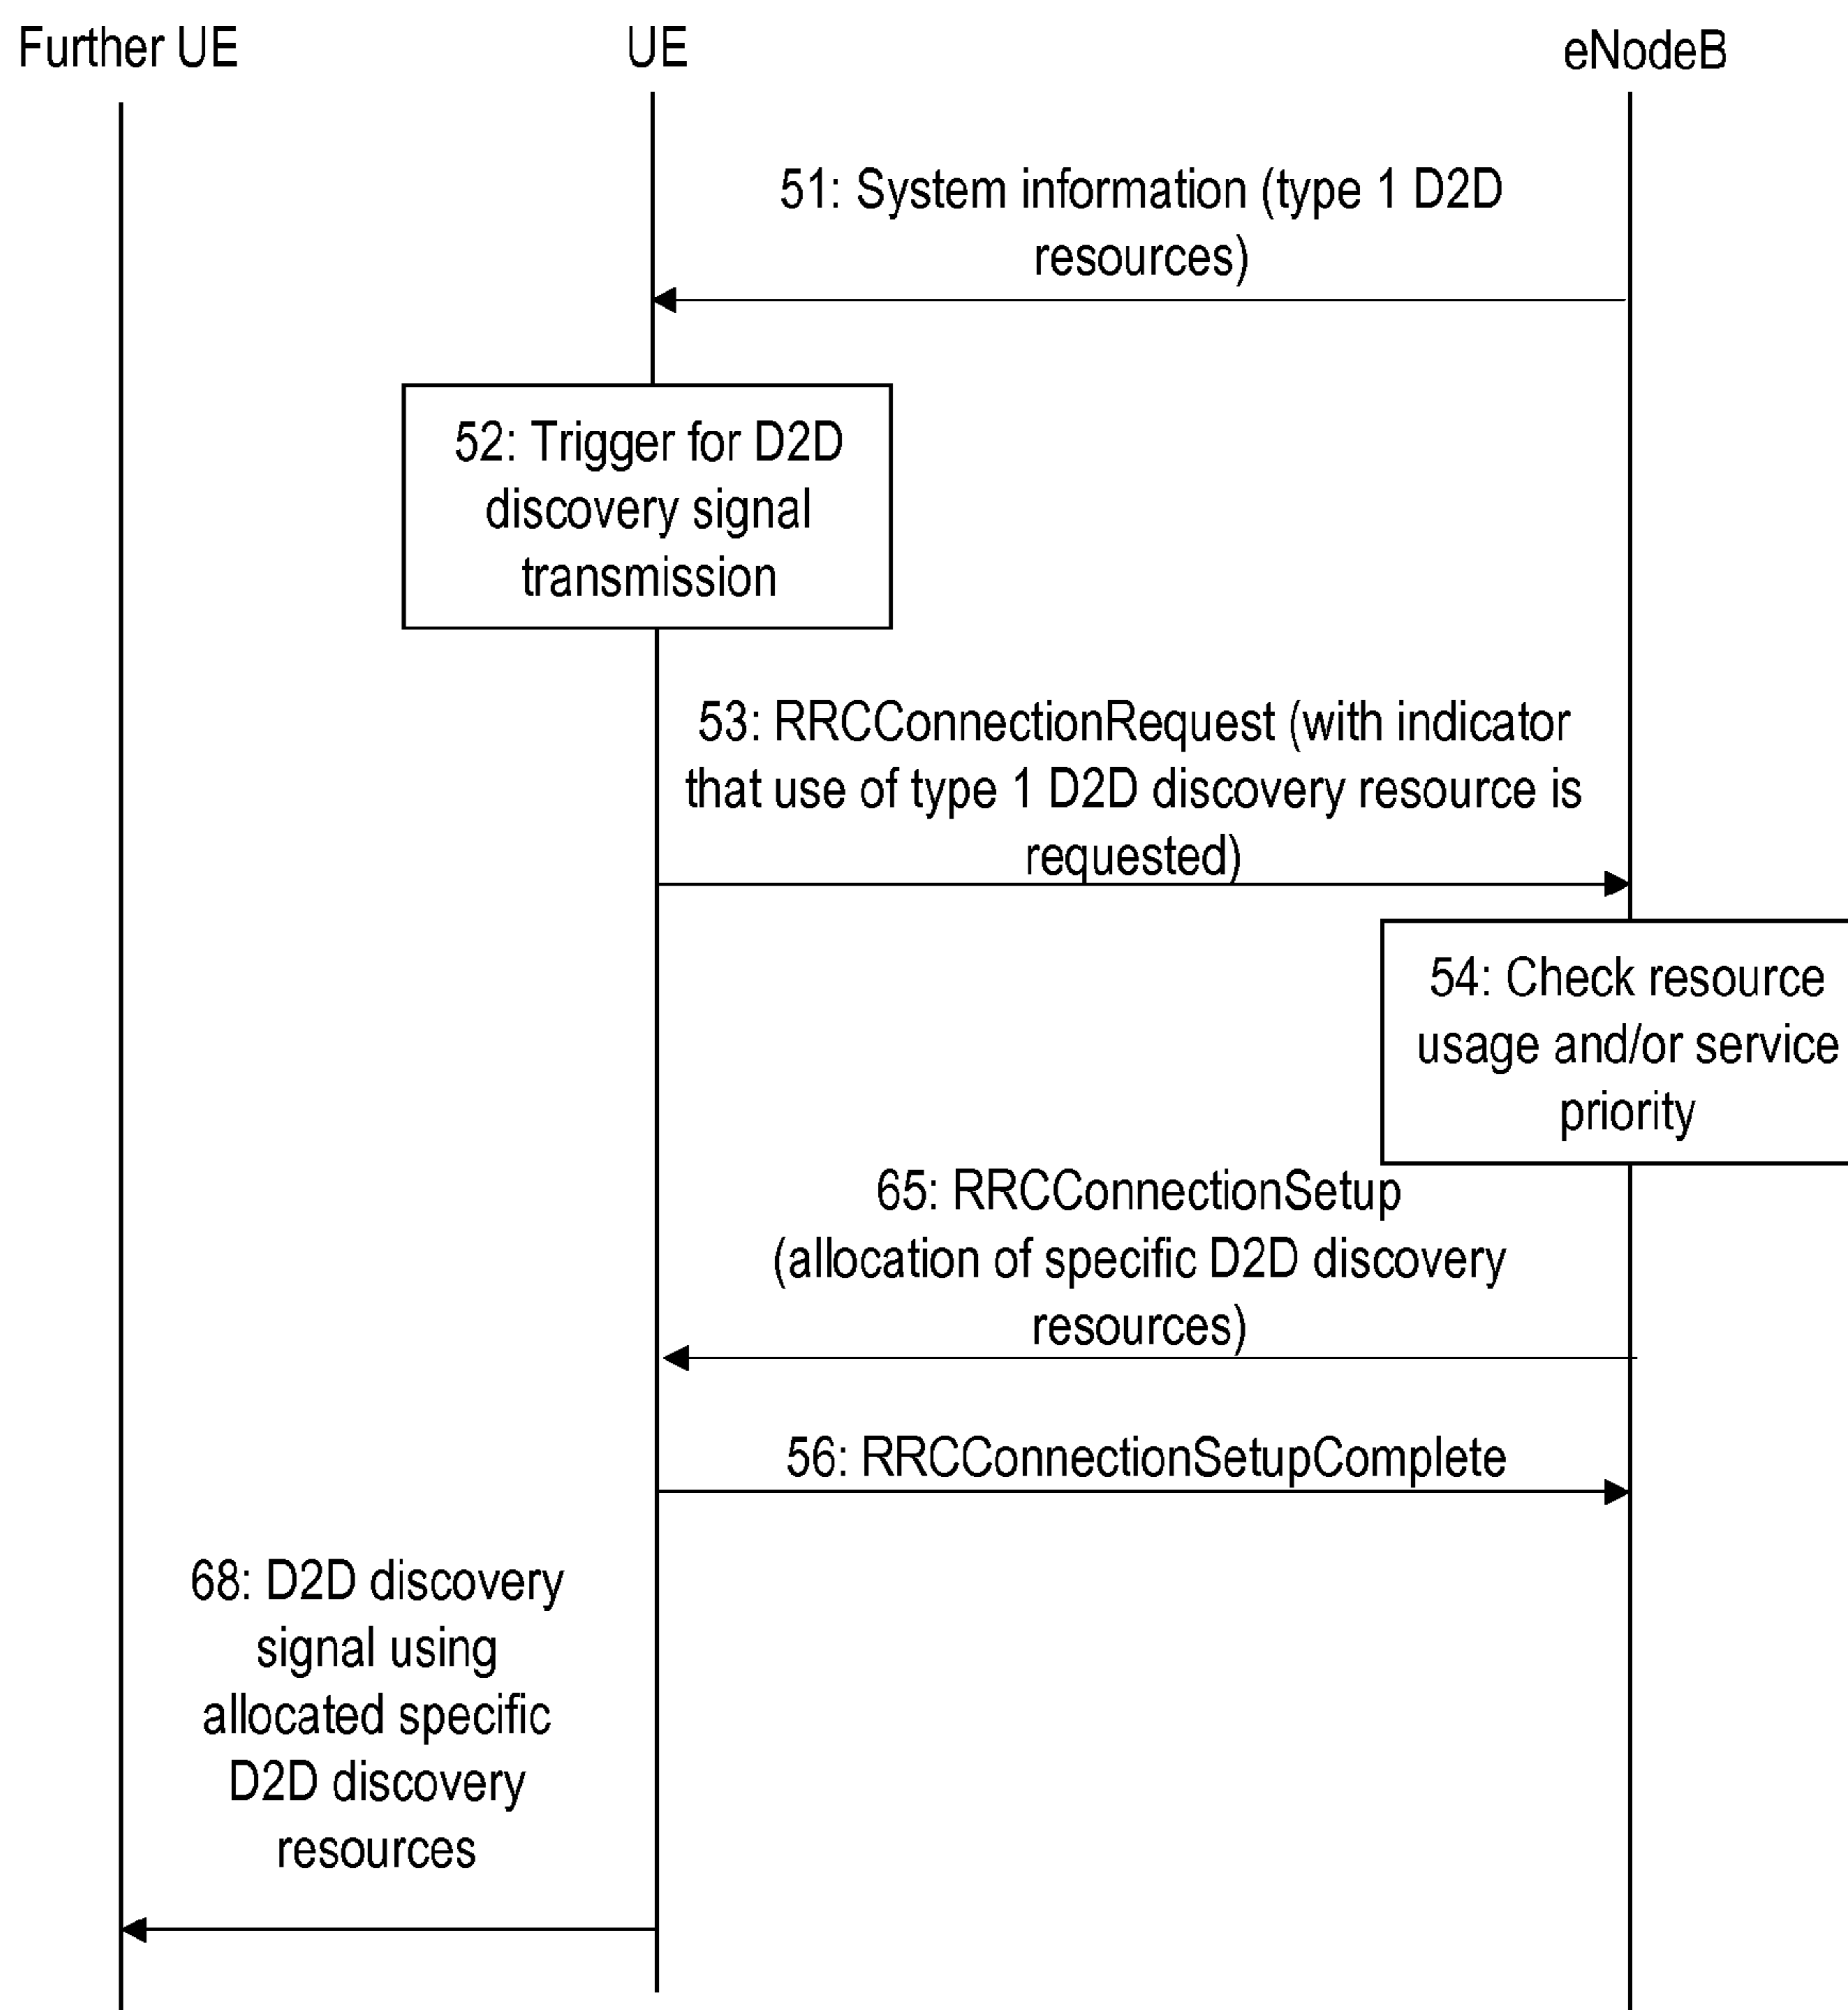 Further UE
UE
eNodeB
51: System information (type 1 D2D
resources)
52: Trigger for D2D
discovery signal
transmission
53: RRCConnectionRequest (with indicator
that use of type 1 D2D discovery resource is
requested)
54: Check resource
usage and/or service
priority
65: RRCConnectionSetup
(allocation of specific D2D discovery
resources)
56: RRCConnectionSetupComplete
68: D2D discovery
signal using
allocated specific
D2D discovery
resources